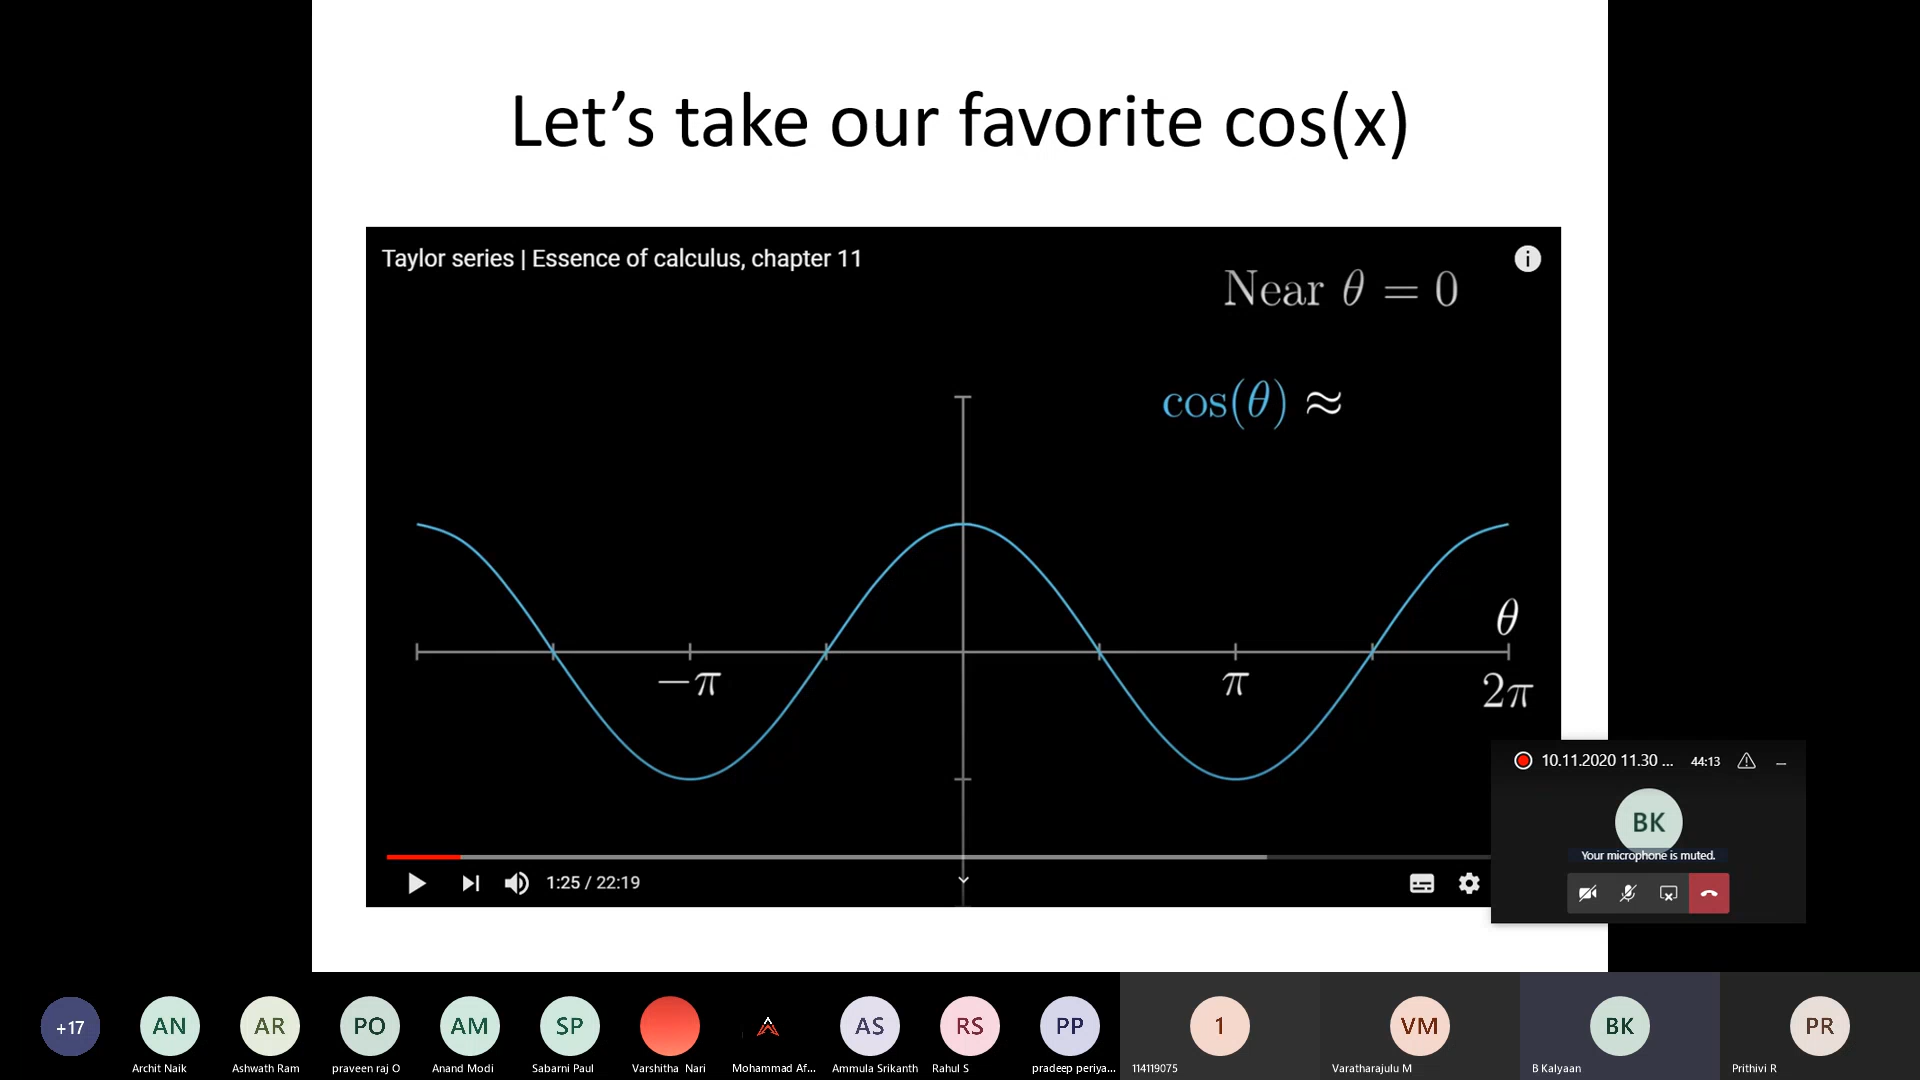 Let’s take our favorite cos(x)
Taylor series | Essence of calculus, chapter 11
i
Near θ = 0
cos(θ) ≈
θ
−π
π
2π
1:25 / 22:19
10.11.2020 11.30 ...
44:13
BK
Your microphone is muted.
+17
AN
AR
PO
AM
SP
AS
RS
PP
1
VM
BK
PR
Archit Naik
Ashwath Ram
praveen raj O
Anand Modi
Sabarni Paul
Varshitha Nari
Mohammad Af...
Ammula Srikanth
Rahul S
pradeep periya...
114119075
Varatharajulu M
B Kalyaan
Prithivi R